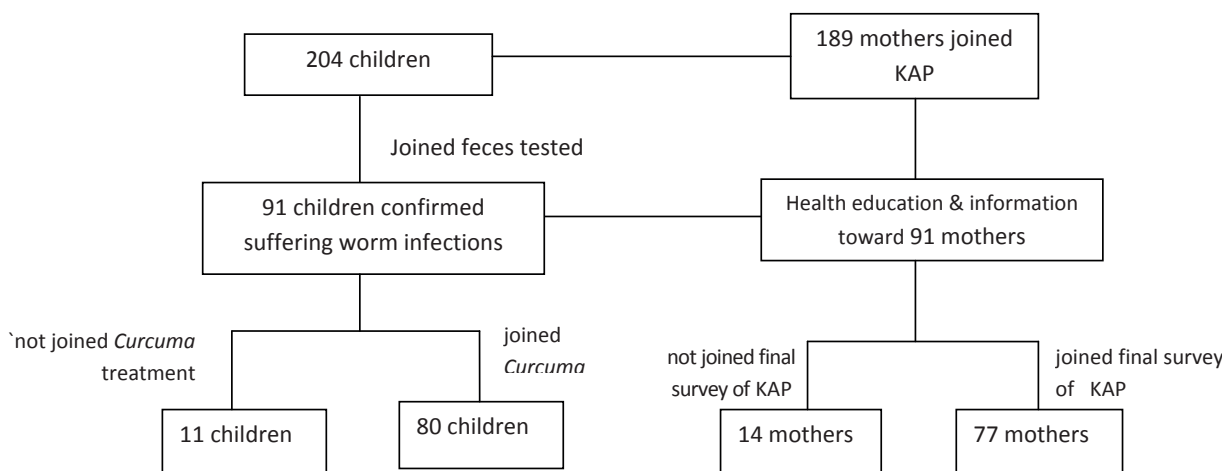 204 children
189 mothers joined
KAP
Joined feces tested
91 children confirmed
suffering worm infections
Health education & information
toward 91 mothers
`not joined Curcuma
treatment
joined
Curcuma
not joined final
survey of KAP
joined final survey
of KAP
11 children
80 children
14 mothers
77 mothers